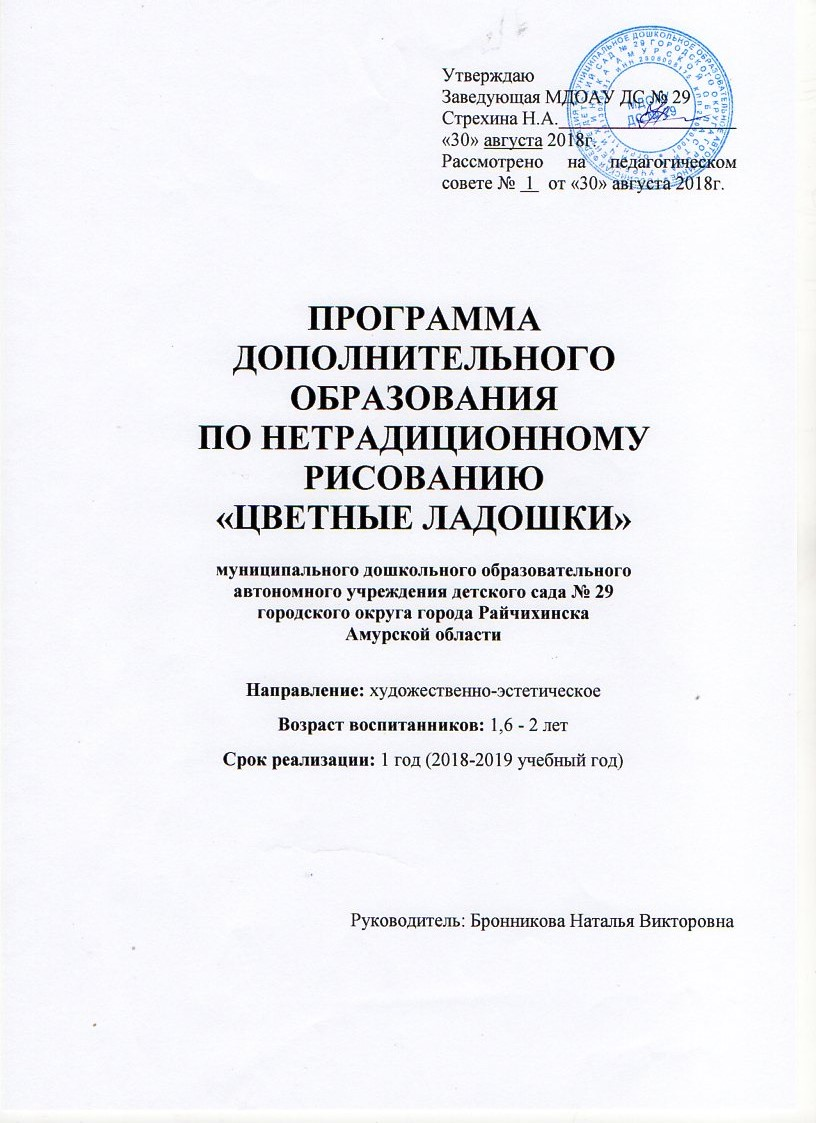 Утверждаю
Заведующая МДОАУ ДС № 29
Стрехина Н.А.
«30» августа 2018г.
Рассмотрено на педагогическом
совете № 1 от «30» августа 2018г.
ПРОГРАММА
ДОПОЛНИТЕЛЬНОГО
ОБРАЗОВАНИЯ
ПО НЕТРАДИЦИОННОМУ
РИСОВАНИЮ
«ЦВЕТНЫЕ ЛАДОШКИ»
муниципального дошкольного образовательного
автономного учреждения детского сада № 29
городского округа города Райчихинска
Амурской области
Направление: художественно-эстетическое
Возраст воспитанников: 1,6 - 2 лет
Срок реализации: 1 год (2018-2019 учебный год)
Руководитель: Бронникова Наталья Викторовна